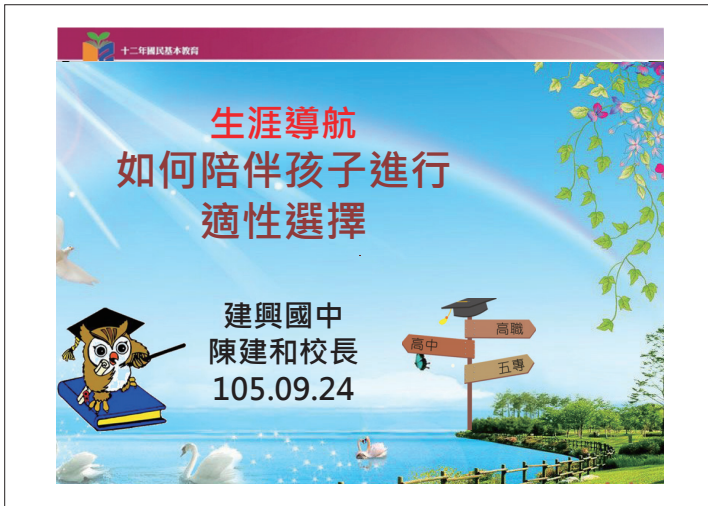 十二年國民基本教育
生涯導航
如何陪伴孩子進行
適性選擇
建興國中
陳建和校長
105.09.24
高職
高中
五專